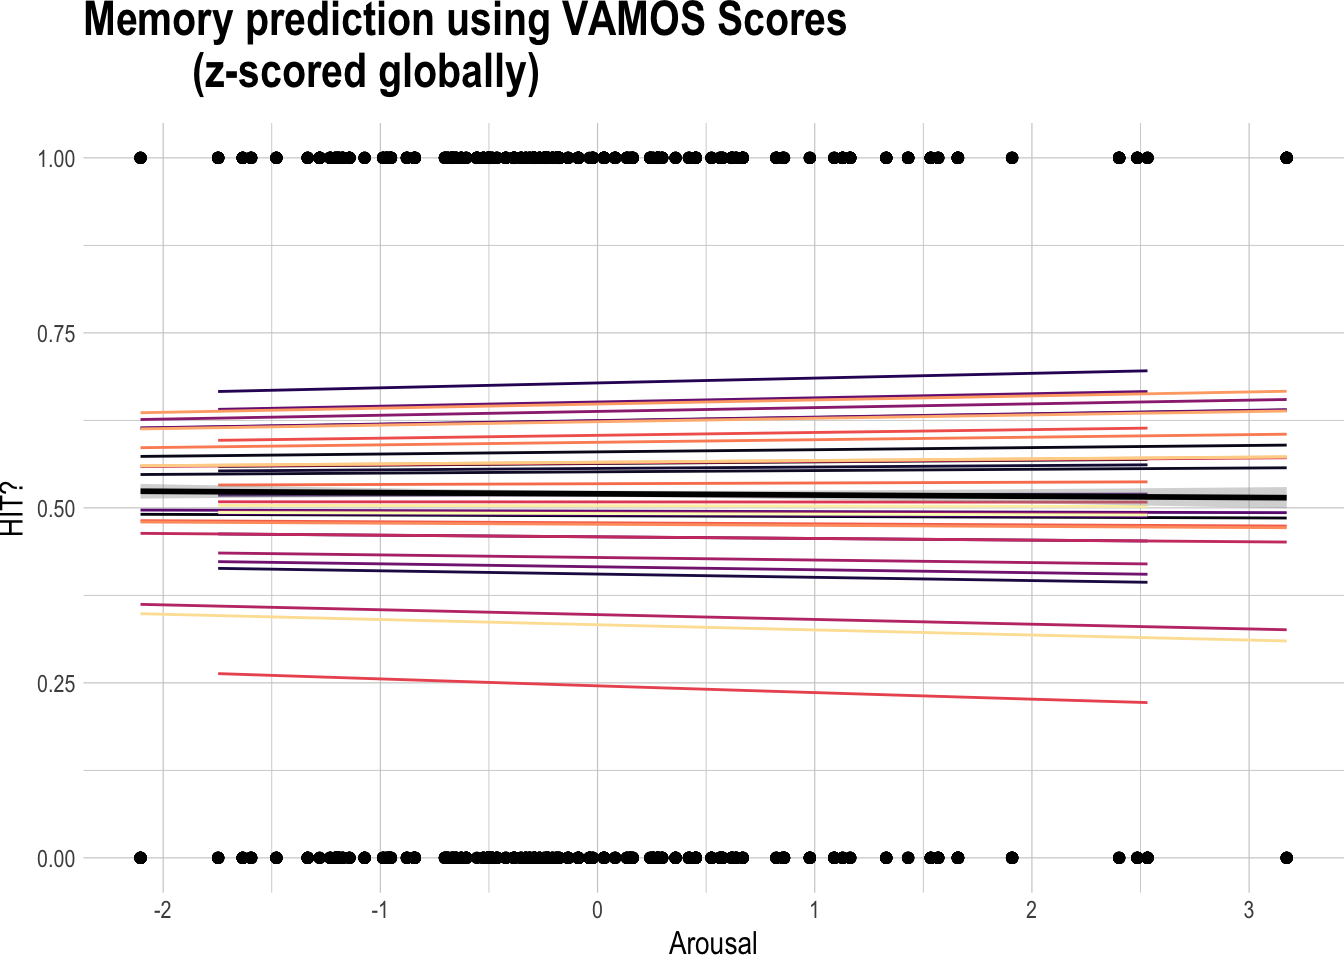 Memory prediction using VAMOS Scores
(z-scored globally)
1.00
0.75
HIT?
0.50
0.25
0.00
-2 -1 0 1 2 3
Arousal